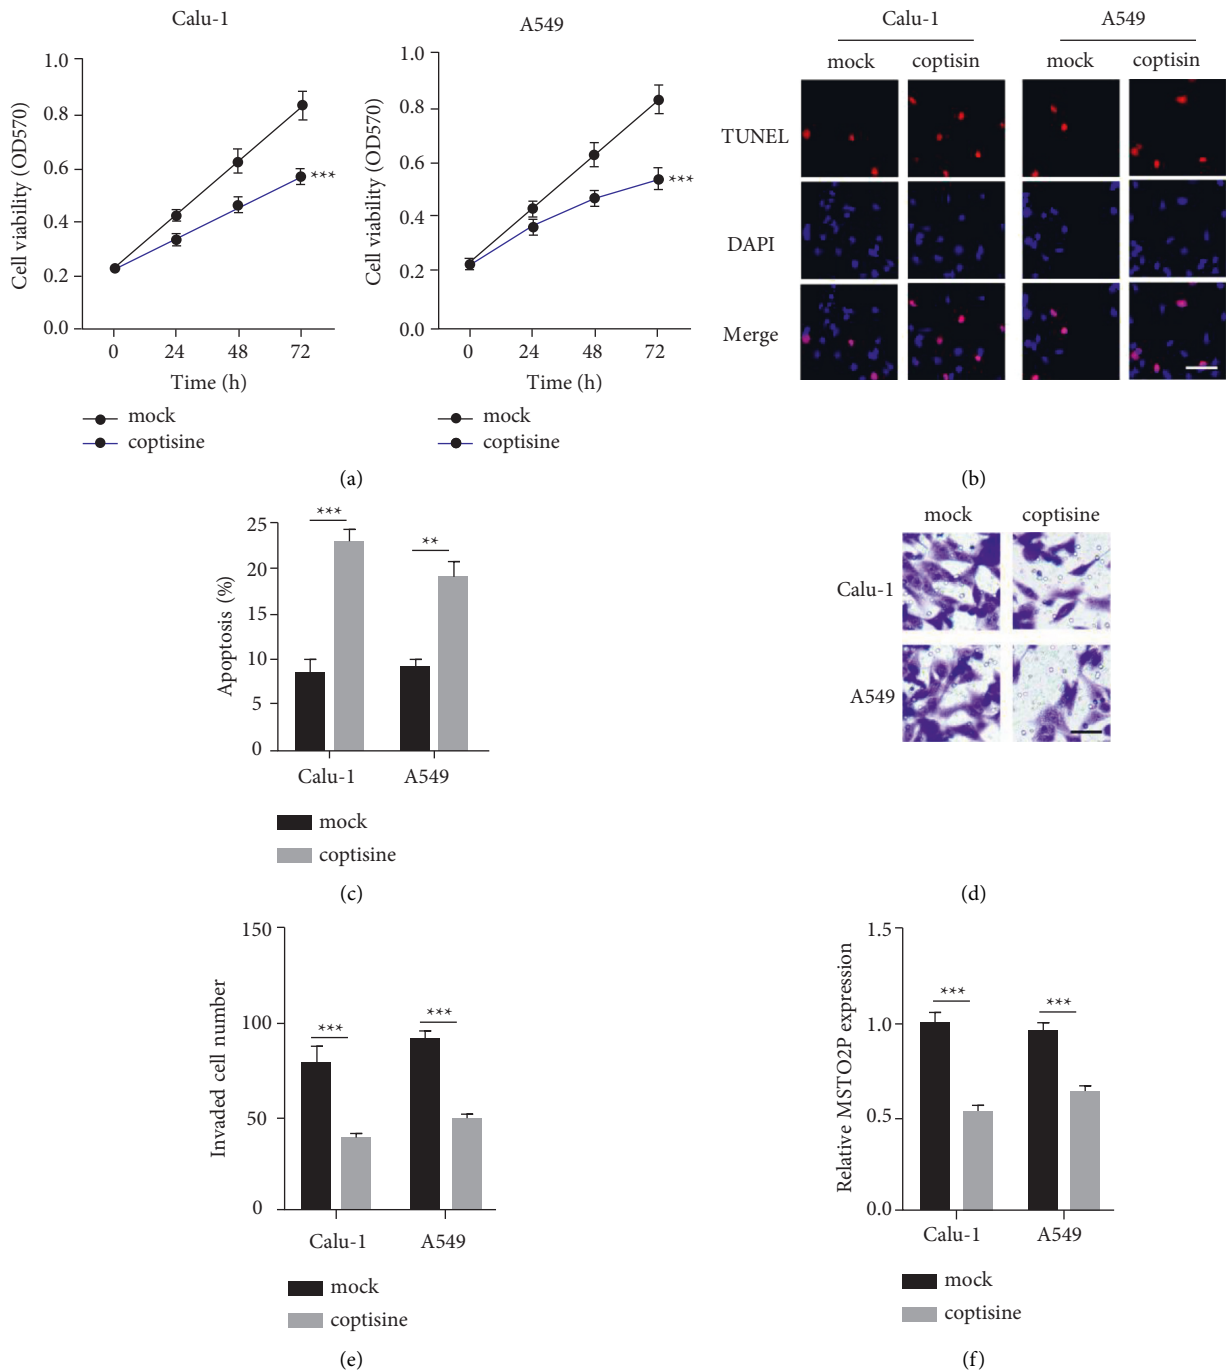 Calu-1
Cell viability (OD570)
1.0
0.8
0.6
0.4
0.2
0.0
***
0 24 48 72
Time (h)
mock
coptisine
A549
Cell viability (OD570)
1.0
0.8
0.6
0.4
0.2
0.0
***
0 24 48 72
Time (h)
mock
coptisine
(a)
Calu-1 A549
mock coptisin mock coptisin
TUNEL
DAPI
Merge
(b)
Apoptosis (%)
25
20
15
10
5
0
*** **
Calu-1 A549
mock
coptisine
(c)
mock coptisine
Calu-1
A549
(d)
Invaded cell number
150
100
50
0
*** ***
Calu-1 A549
mock
coptisine
(e)
Relative MSTO2P expression
1.5
1.0
0.5
0.0
*** ***
Calu-1 A549
mock
coptisine
(f)